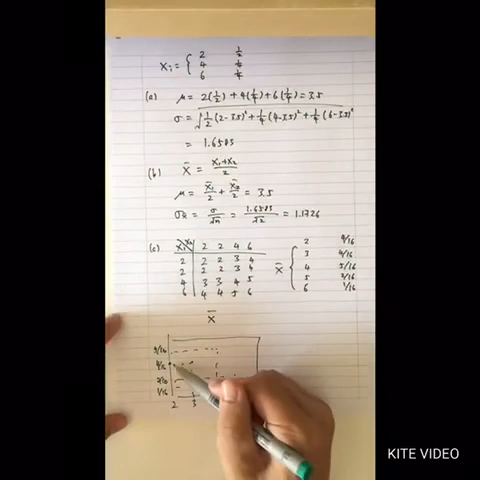 2 1/2
xi = { 4 1/4
6 1/4
(a) μ = 2(1/2) + 4(1/4) + 6(1/4) = 3.5
σ = √1/2(2-3.5)² + 1/4(4-3.5)² + 1/4(6-3.5)²
= 1.6583
(b) X̄ = x1+x2 / 2
μ = x̄1/2 + x̄2/2 = 3.5
= σ/√n = 1.6583/√2 = 1.1726
(c) x1 x2 2 2 4 6
2 2 2 3 4
2 2 2 3 4
4 3 3 4 5
6 4 4 5 6
X̄ { 2 4/16
3 4/16
4 5/16
5 2/16
6 1/16
X̄
5/16
4/16
2/16
1/16
2 3
KITE VIDEO